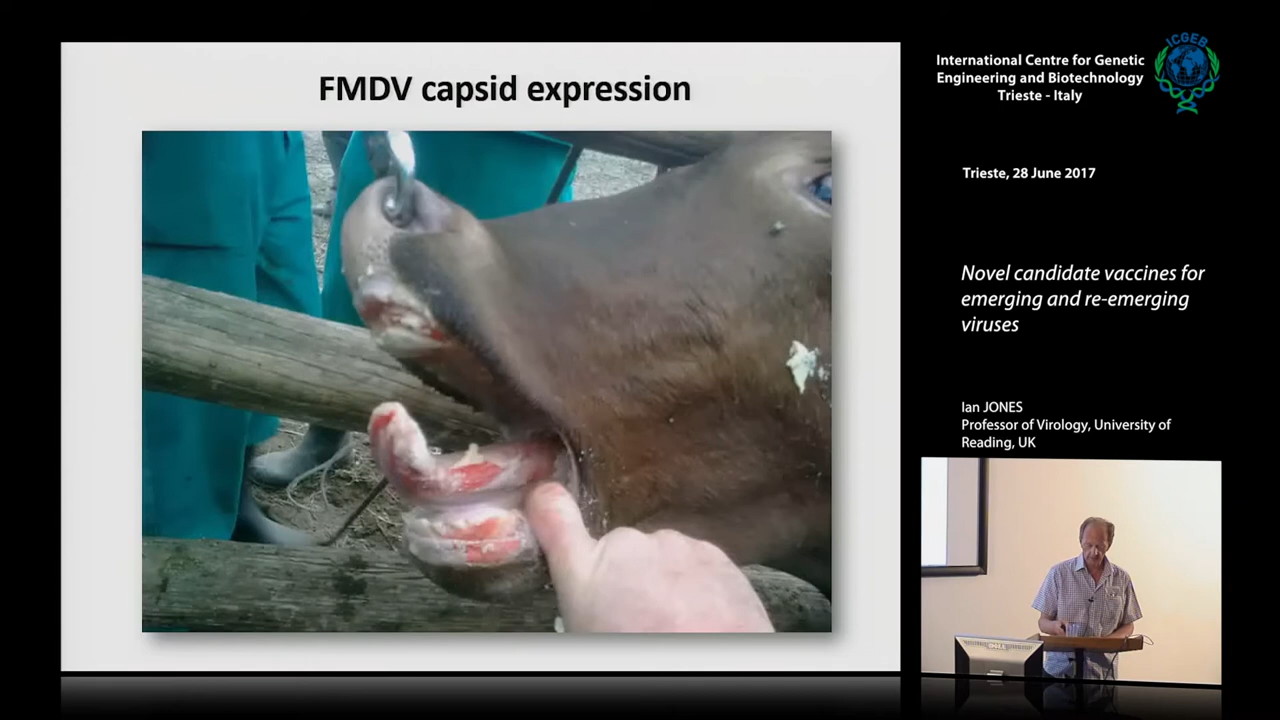 FMDV capsid expression
ICGEB
International Centre for Genetic
Engineering and Biotechnology
Trieste - Italy
Trieste, 28 June 2017
Novel candidate vaccines for
emerging and re-emerging
viruses
Ian JONES
Professor of Virology, University of
Reading, UK
DELL